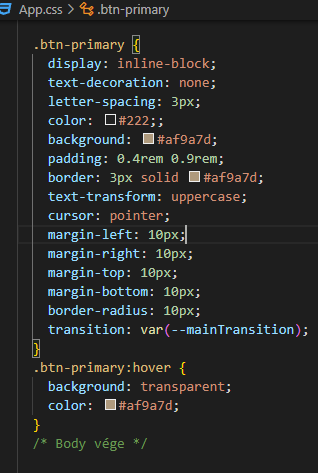 App.css > .btn-primary
.btn-primary {
display: inline-block;
text-decoration: none;
letter-spacing: 3px;
color: #222;;
background: #af9a7d;
padding: 0.4rem 0.9rem;
border: 3px solid #af9a7d;
text-transform: uppercase;
cursor: pointer;
margin-left: 10px;
margin-right: 10px;
margin-top: 10px;
margin-bottom: 10px;
border-radius: 10px;
transition: var(--mainTransition);
}
.btn-primary:hover {
background: transparent;
color: #af9a7d;
}
/* Body vége */